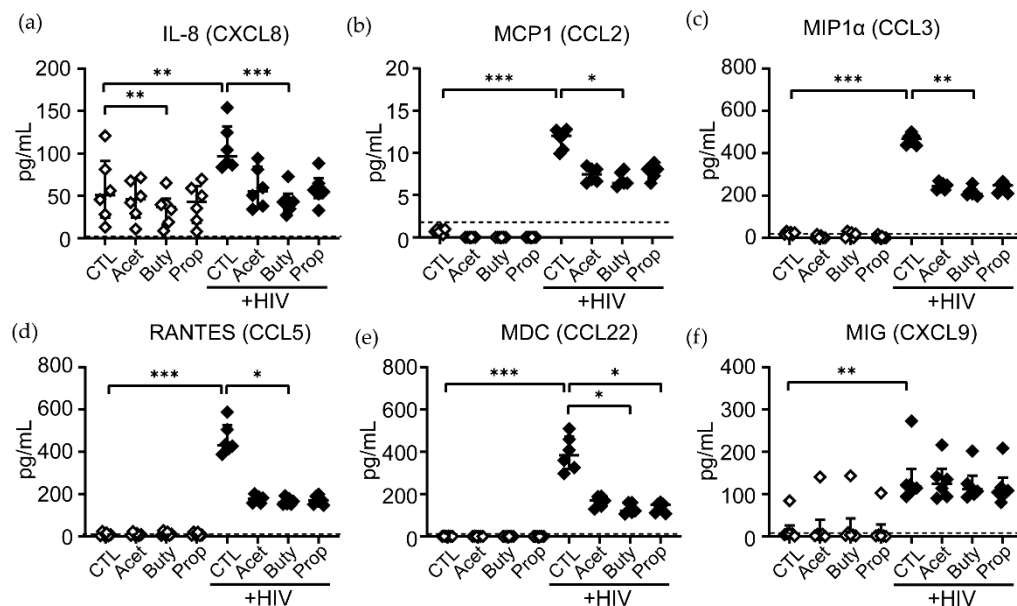 (a)
IL-8 (CXCL8)
**
***
**
200
150
100
50
0
pg/mL
CTL
Acet
Buty
Prop
CTL
Acet
Buty
Prop
+HIV
(b)
MCP1 (CCL2)
***
*
20
15
10
5
0
pg/mL
CTL
Acet
Buty
Prop
CTL
Acet
Buty
Prop
+HIV
(c)
MIP1α (CCL3)
***
**
800
600
400
200
0
pg/mL
CTL
Acet
Buty
Prop
CTL
Acet
Buty
Prop
+HIV
(d)
RANTES (CCL5)
***
*
800
600
400
200
0
pg/mL
CTL
Acet
Buty
Prop
CTL
Acet
Buty
Prop
+HIV
(e)
MDC (CCL22)
***
*
*
800
600
400
200
0
pg/mL
CTL
Acet
Buty
Prop
CTL
Acet
Buty
Prop
+HIV
(f)
MIG (CXCL9)
**
400
300
200
100
0
pg/mL
CTL
Acet
Buty
Prop
CTL
Acet
Buty
Prop
+HIV